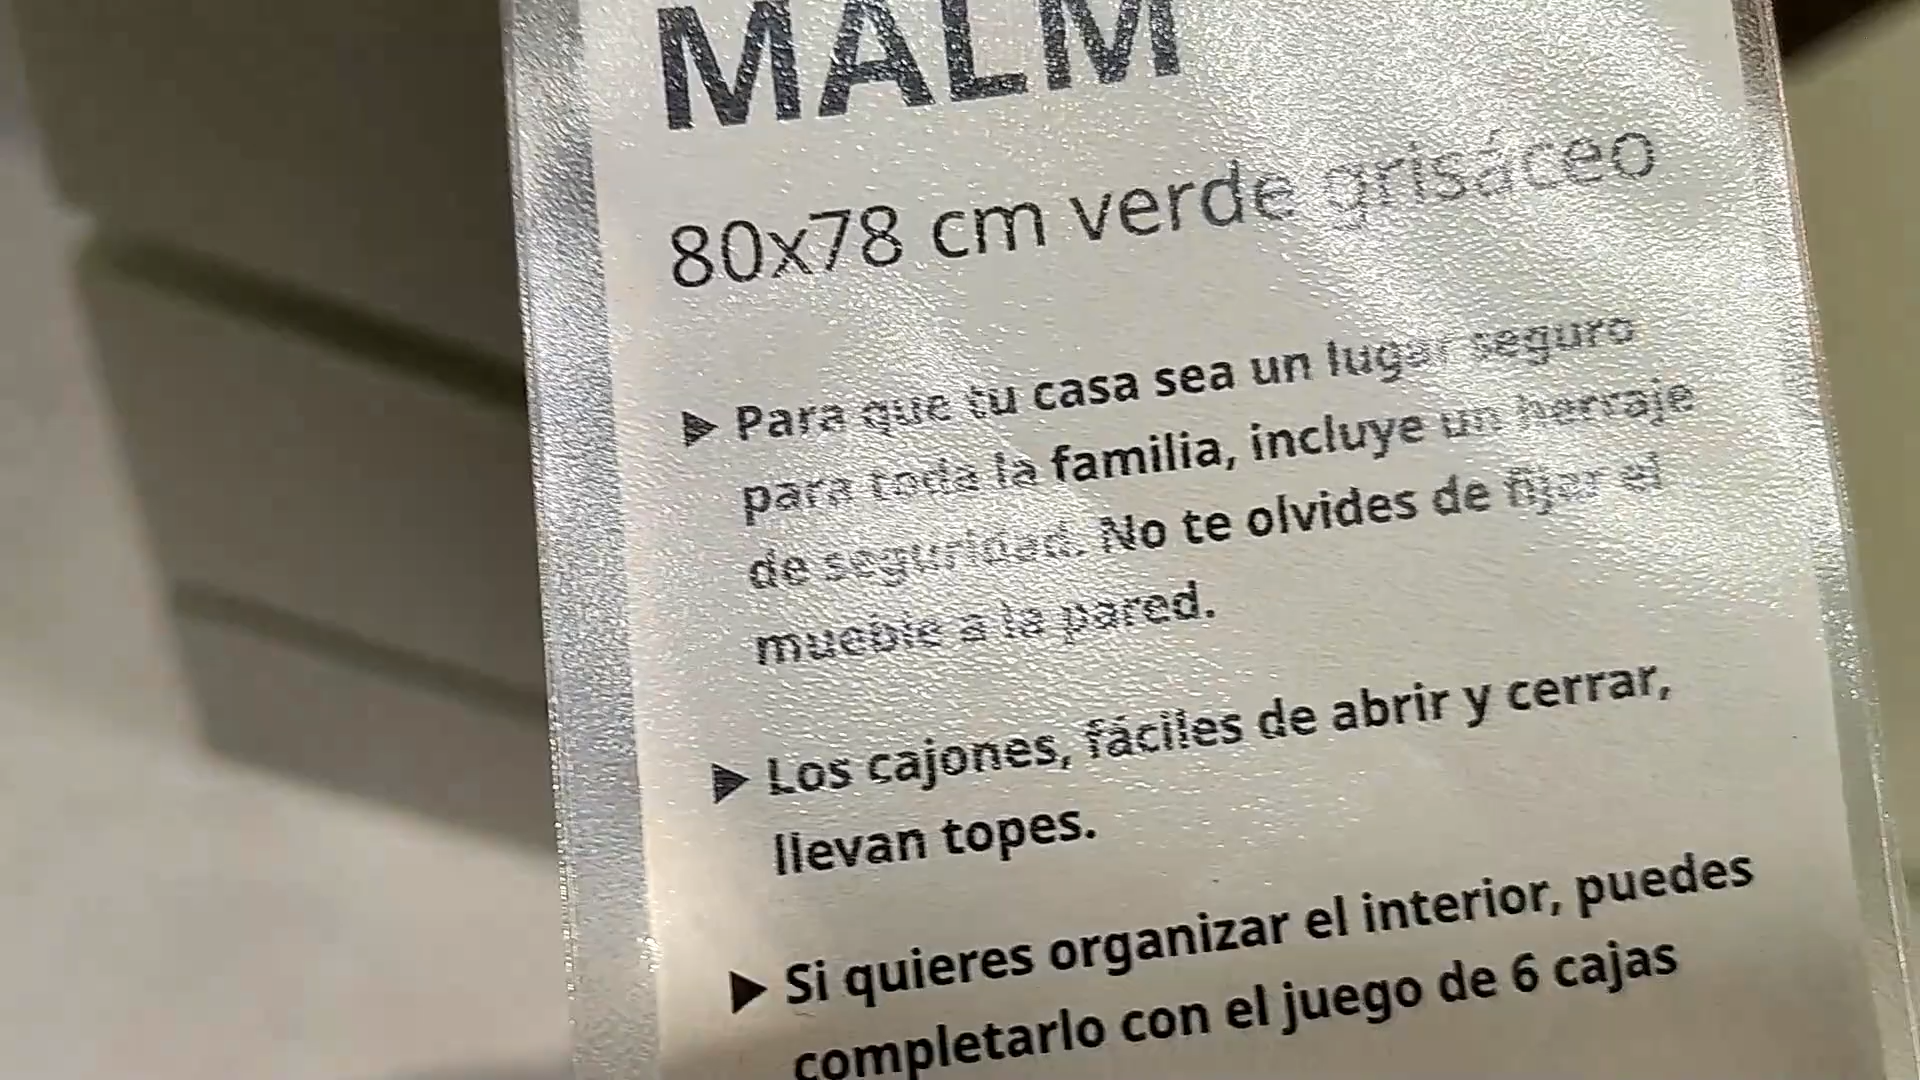 MALM
80x78 cm verde grisáceo
▶ Para que tu casa sea un lugar seguro
para toda la familia, incluye un herraje
de seguridad. No te olvides de fijar el
mueble a la pared.
▶ Los cajones, fáciles de abrir y cerrar,
llevan topes.
▶ Si quieres organizar el interior, puedes
completarlo con el juego de 6 cajas